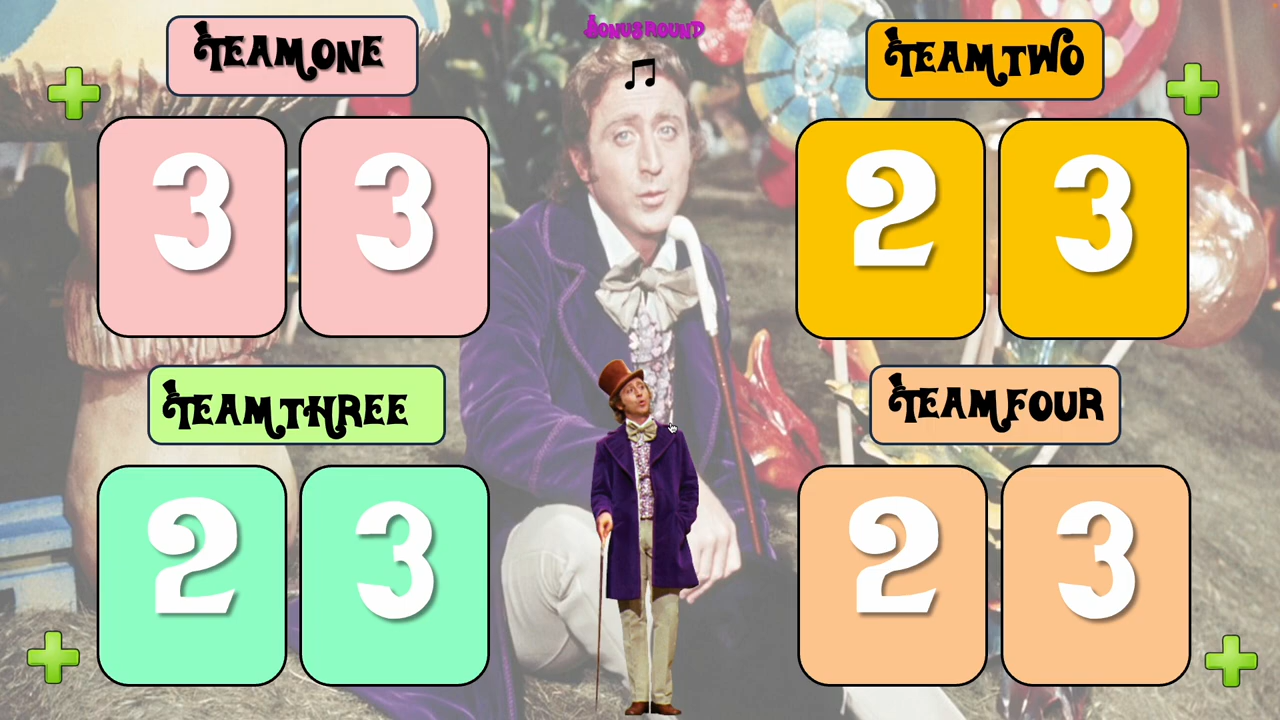 BONUS ROUND
TEAM ONE
TEAM TWO
3 3
2 3
TEAM THREE
TEAM FOUR
2 3
2 3